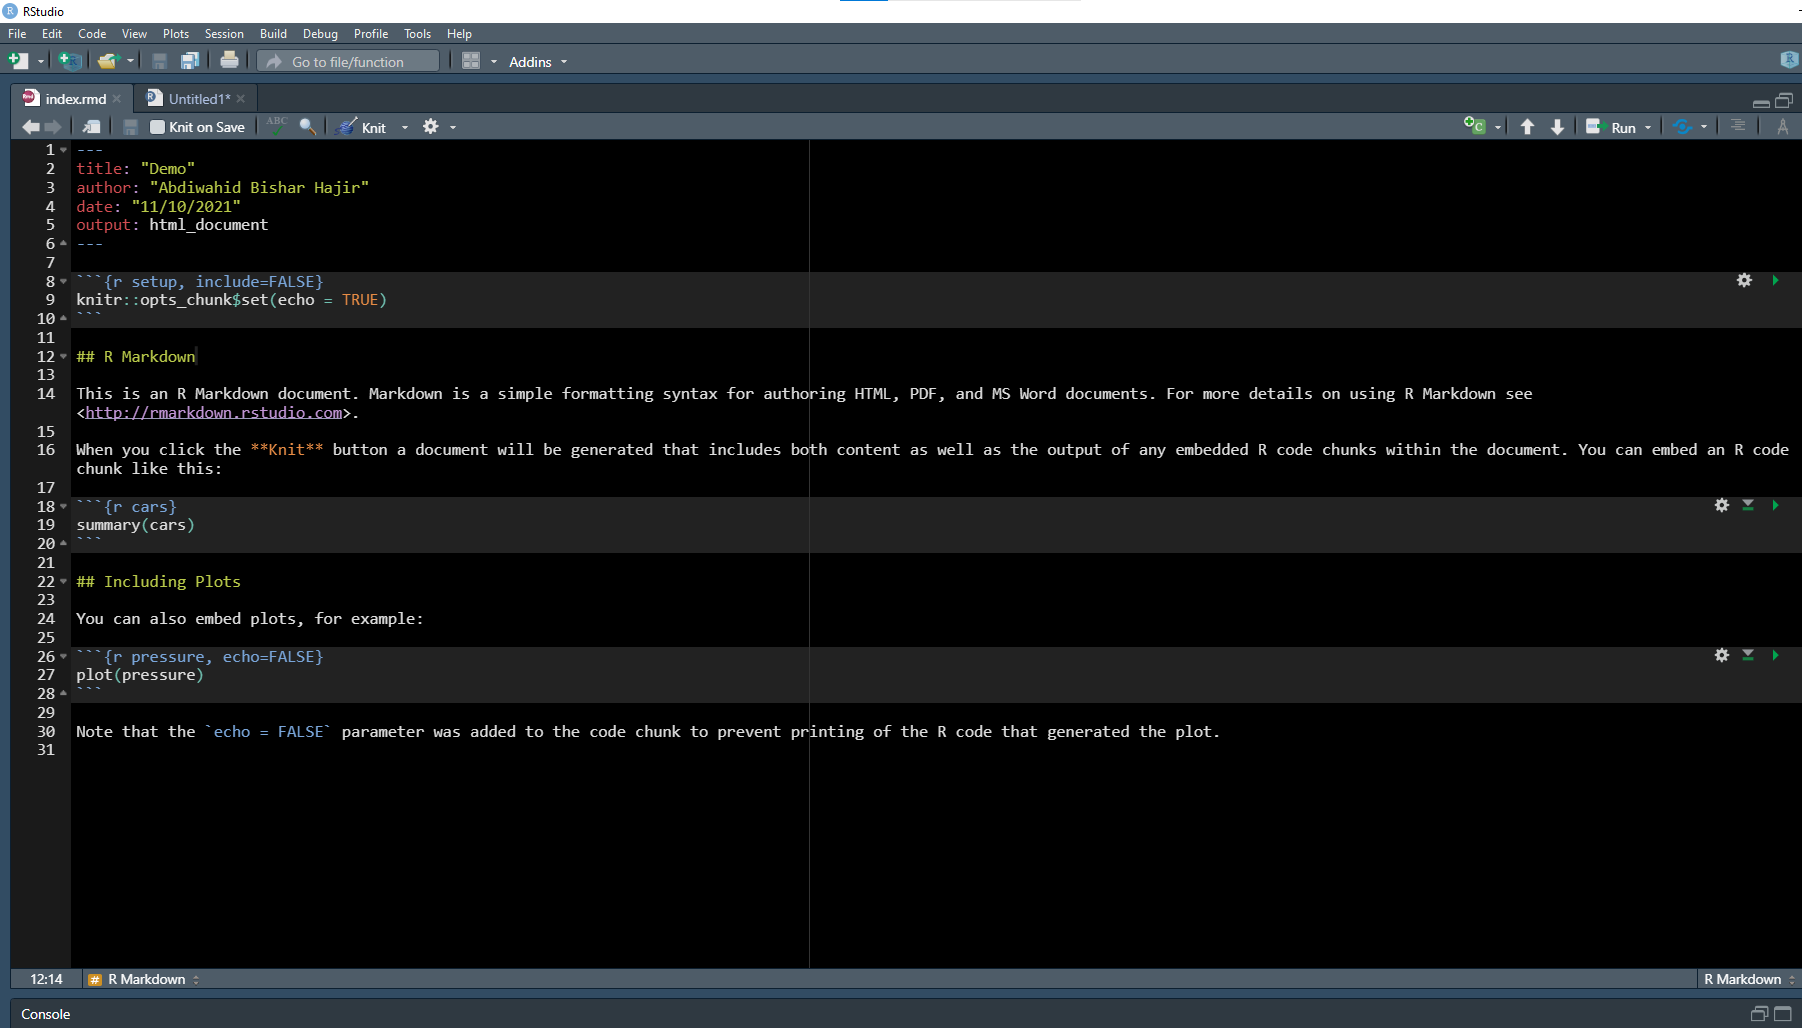 RStudio
File Edit Code View Plots Session Build Debug Profile Tools Help
Go to file/function Addins
index.rmd Untitled1*
Knit on Save ABC Knit Run
1 ---
2 title: "Demo"
3 author: "Abdiwahid Bishar Hajir"
4 date: "11/10/2021"
5 output: html_document
6 ---
7
8 ```{r setup, include=FALSE}
9 knitr::opts_chunk$set(echo = TRUE)
10 ```
11
12 ## R Markdown
13
14 This is an R Markdown document. Markdown is a simple formatting syntax for authoring HTML, PDF, and MS Word documents. For more details on using R Markdown see
<http://rmarkdown.rstudio.com>.
15
16 When you click the **Knit** button a document will be generated that includes both content as well as the output of any embedded R code chunks within the document. You can embed an R code
chunk like this:
17
18 ```{r cars}
19 summary(cars)
20 ```
21
22 ## Including Plots
23
24 You can also embed plots, for example:
25
26 ```{r pressure, echo=FALSE}
27 plot(pressure)
28 ```
29
30 Note that the `echo = FALSE` parameter was added to the code chunk to prevent printing of the R code that generated the plot.
31
12:14 # R Markdown R Markdown
Console